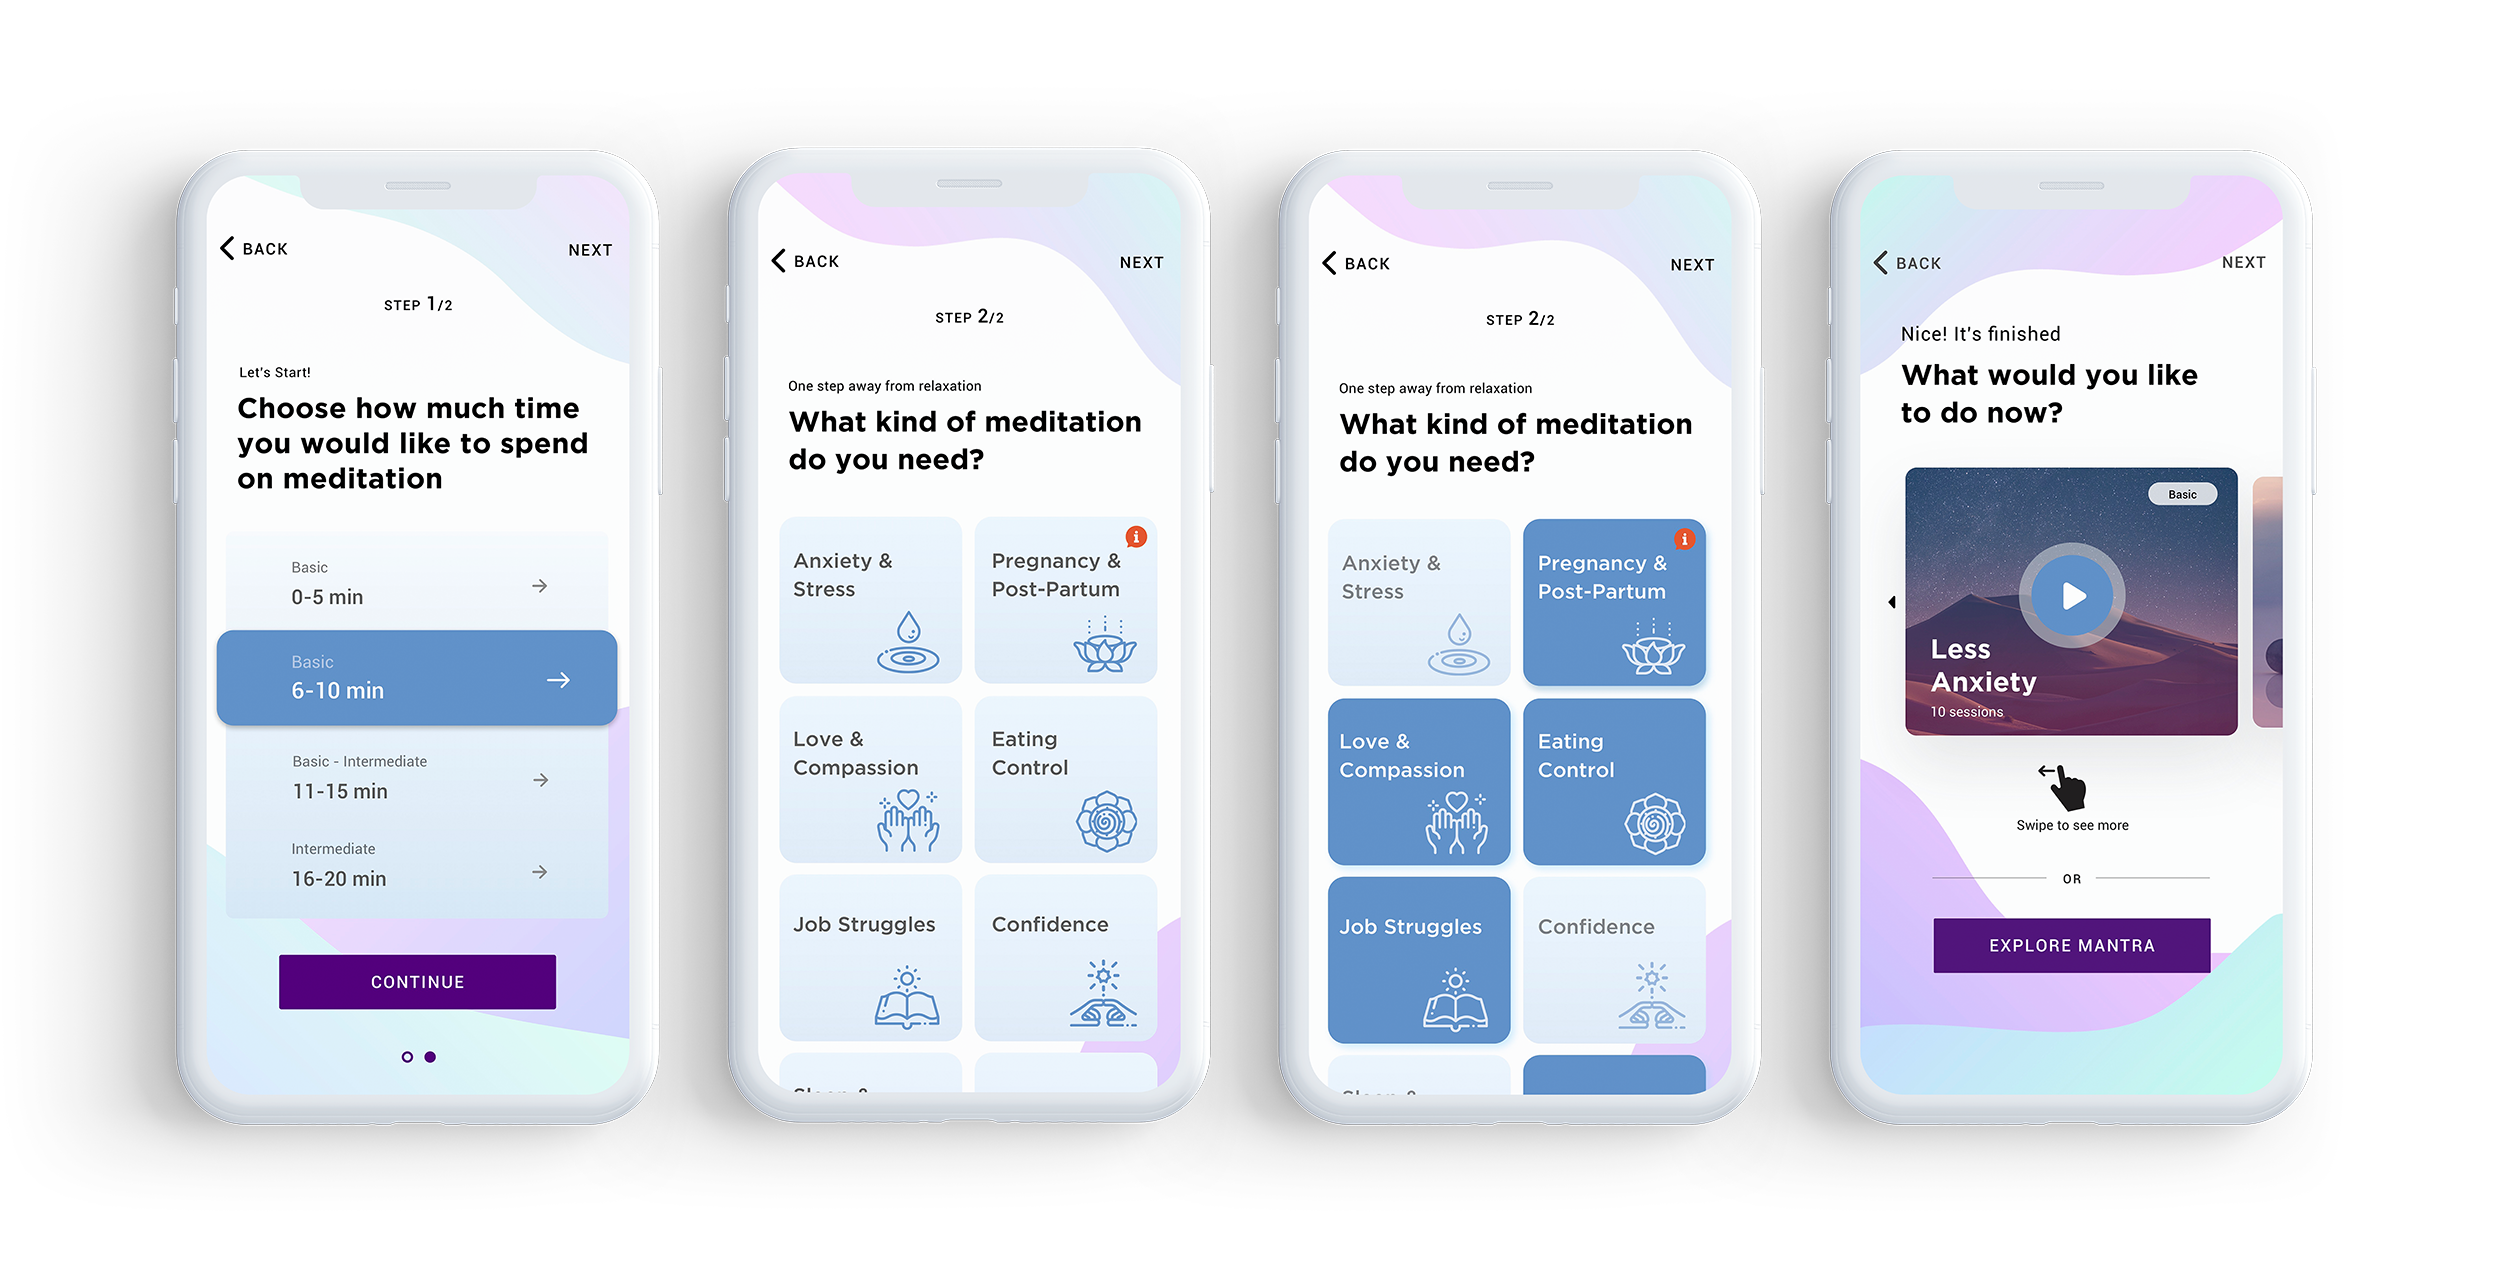 BACK
NEXT
STEP 1/2
Let's Start!
Choose how much time
you would like to spend
on meditation
Basic
0-5 min
Basic
6-10 min
Basic - Intermediate
11-15 min
Intermediate
16-20 min
CONTINUE
BACK
NEXT
STEP 2/2
One step away from relaxation
What kind of meditation
do you need?
Anxiety &
Stress
i
Pregnancy &
Post-Partum
Love &
Compassion
Eating
Control
Job Struggles
Confidence
BACK
NEXT
STEP 2/2
One step away from relaxation
What kind of meditation
do you need?
Anxiety &
Stress
i
Pregnancy &
Post-Partum
Love &
Compassion
Eating
Control
Job Struggles
Confidence
BACK
NEXT
Nice! It's finished
What would you like
to do now?
Basic
Less
Anxiety
10 sessions
Swipe to see more
OR
EXPLORE MANTRA